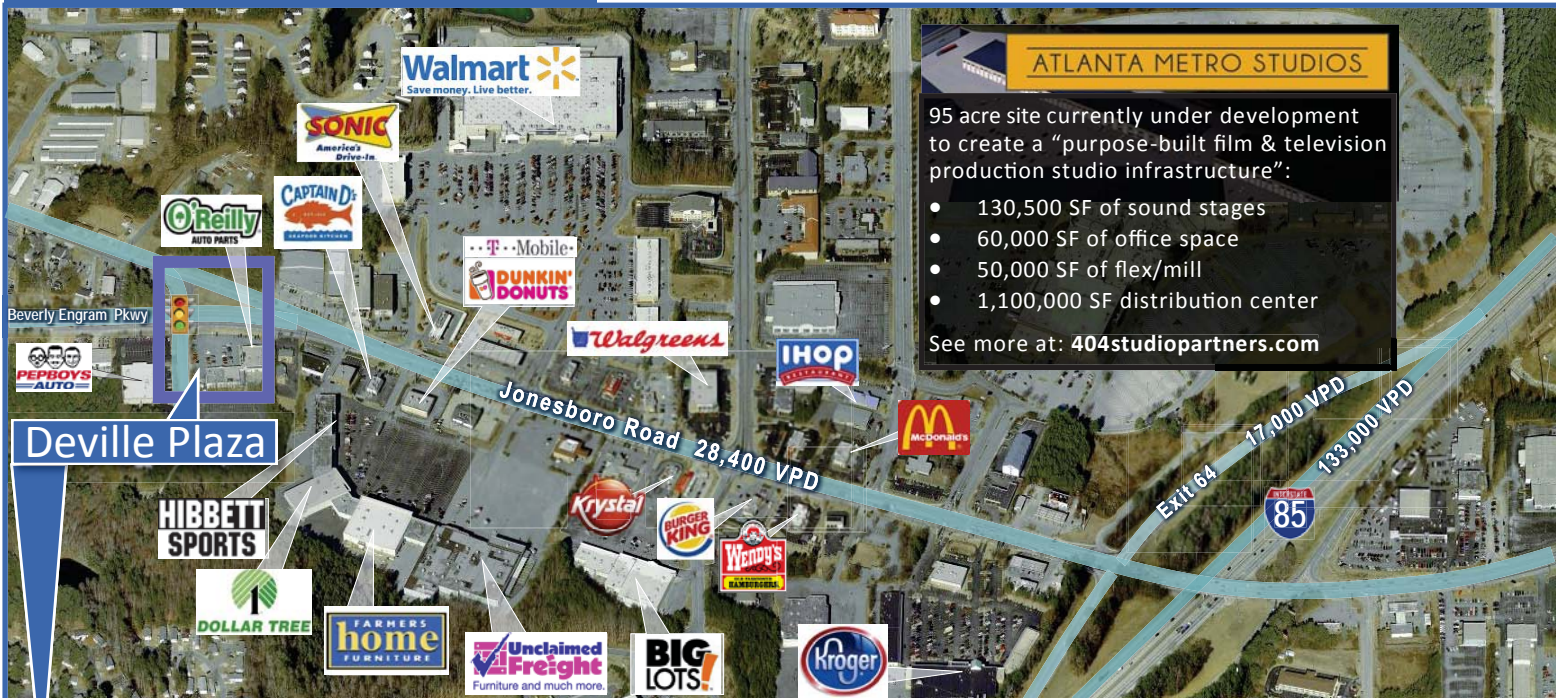 Walmart
Save money. Live better.
SONIC
America's
Drive-In
CAPTAIN D'S
SEAFOOD KITCHEN
O'Reilly
AUTO PARTS
T · Mobile
DUNKIN'
DONUTS
Beverly Engram Pkwy
PEPBOYS
AUTO
Deville Plaza
Walgreens
IHOP
RESTAURANT
McDonald's
Jonesboro Road 28,400 VPD
ATLANTA METRO STUDIOS
95 acre site currently under development
to create a “purpose-built film & television
production studio infrastructure”:
• 130,500 SF of sound stages
• 60,000 SF of office space
• 50,000 SF of flex/mill
• 1,100,000 SF distribution center
See more at: 404studiopartners.com
Exit 64 17,000 VPD
133,000 VPD
INTERSTATE
85
HIBBETT
SPORTS
1
DOLLAR TREE
FARMERS
home
FURNITURE
Unclaimed
Freight
Furniture and much more.
Krystal
BURGER
KING
WENDY'S
OLD FASHIONED
HAMBURGERS
BIG
LOTS!
Kroger